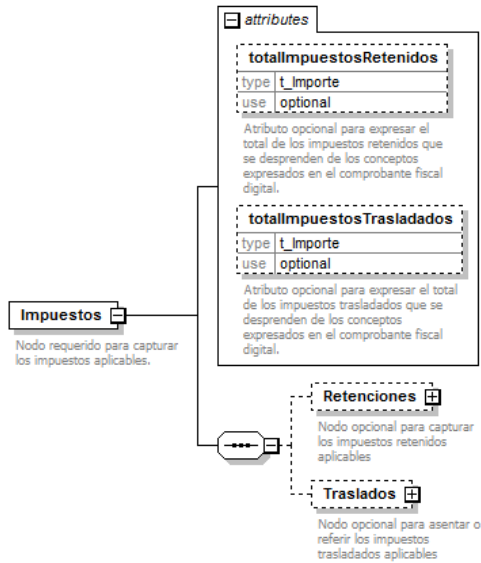 attributes
totalImpuestosRetenidos
type t_Importe
use optional
Atributo opcional para expresar el
total de los impuestos retenidos que
se desprenden de los conceptos
expresados en el comprobante fiscal
digital.
totalImpuestosTrasladados
type t_Importe
use optional
Atributo opcional para expresar el total
de los impuestos trasladados que se
desprenden de los conceptos
expresados en el comprobante fiscal
digital.
Impuestos
Nodo requerido para capturar
los impuestos aplicables.
Retenciones
Nodo opcional para capturar
los impuestos retenidos
aplicables
Traslados
Nodo opcional para asentar o
referir los impuestos
trasladados aplicables